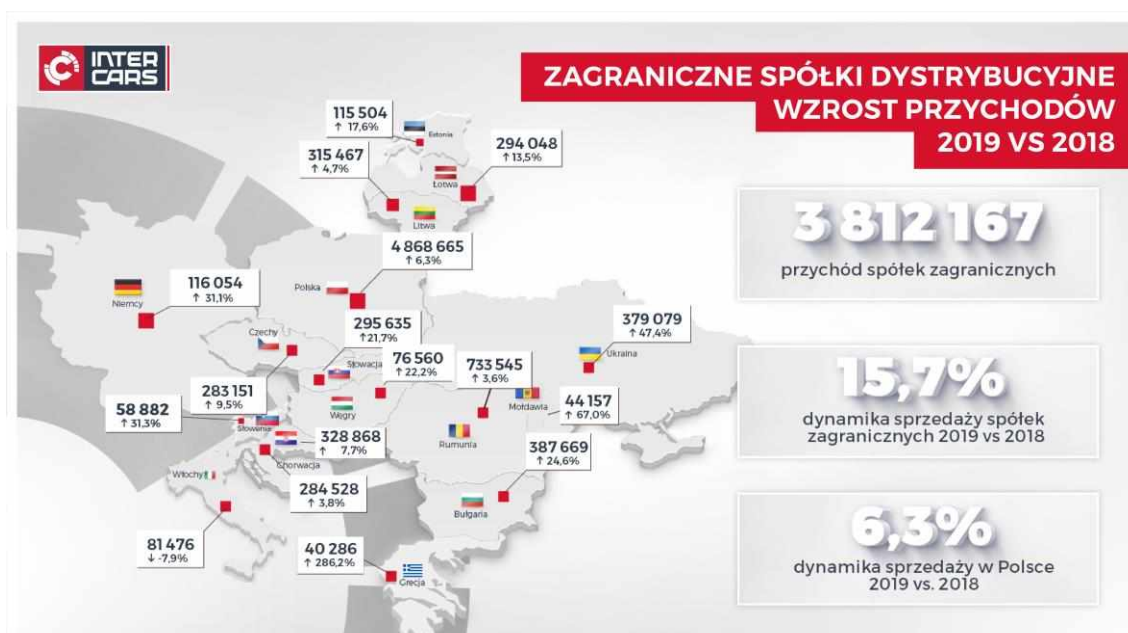 INTER
CARS
ZAGRANICZNE SPÓŁKI DYSTRYBUCYJNE
WZROST PRZYCHODÓW
2019 VS 2018
115 504
↑ 17,6%
Estonia
315 467
↑ 4,7%
294 048
↑ 13,5%
Łotwa
Litwa
4 868 665
↑ 6,3%
Polska
116 054
↑ 31,1%
Niemcy
295 635
↑21,7%
Czechy
Słowacja
76 560
↑ 22,2%
733 545
↑ 3,6%
379 079
↑ 47,4%
Ukraina
283 151
↑ 9,5%
Węgry
Mołdawia
44 157
↑ 67,0%
58 882
↑ 31,3%
Słowenia
328 868
↑ 7,7%
Rumunia
387 669
↑ 24,6%
Chorwacja
Włochy
284 528
↑ 3,8%
Bułgaria
81 476
↓ -7,9%
40 286
↑ 286,2%
Grecja
3 812 167
przychód spółek zagranicznych
15,7%
dynamika sprzedaży spółek
zagranicznych 2019 vs 2018
6,3%
dynamika sprzedaży w Polsce
2019 vs. 2018